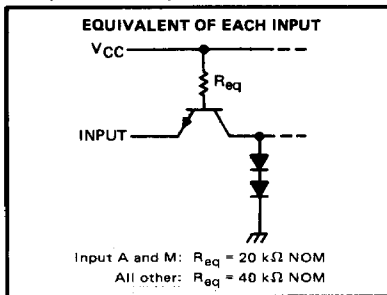 EQUIVALENT OF EACH INPUT
VCC
Req
INPUT
Input A and M: Req = 20 kΩ NOM
All other: Req = 40 kΩ NOM